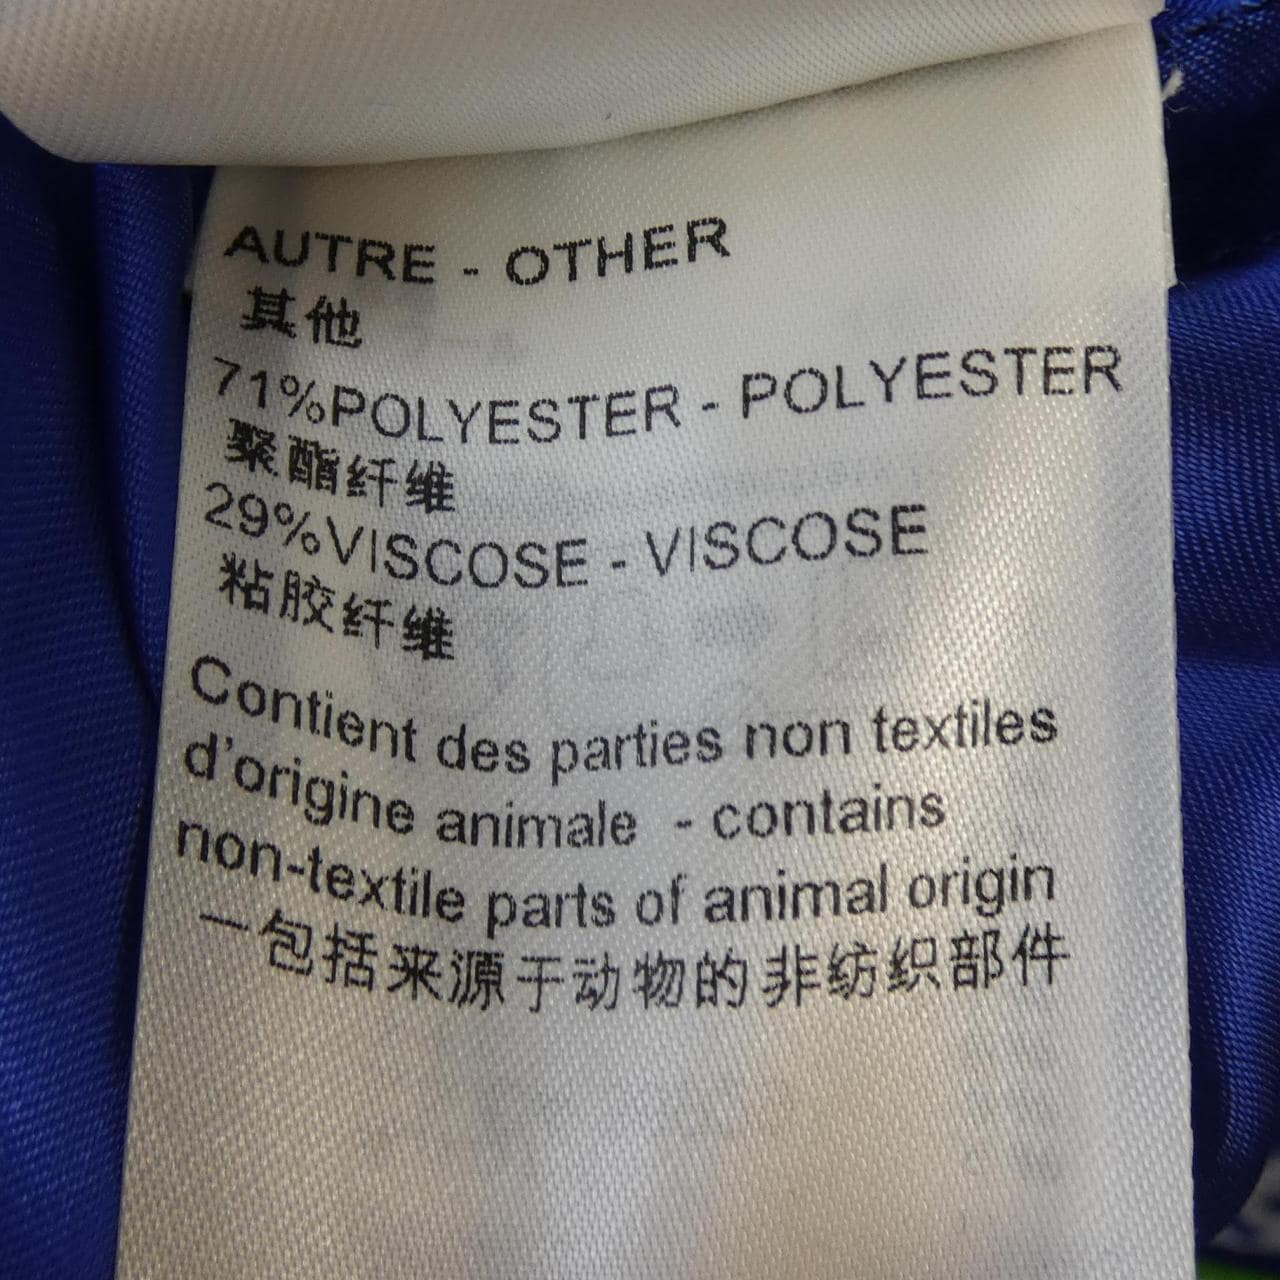 AUTRE - OTHER
其他
71%POLYESTER - POLYESTER
聚酯纤维
29%VISCOSE - VISCOSE
粘胶纤维
Contient des parties non textiles
d'origine animale - contains
non-textile parts of animal origin
一包括来源于动物的非纺织部件